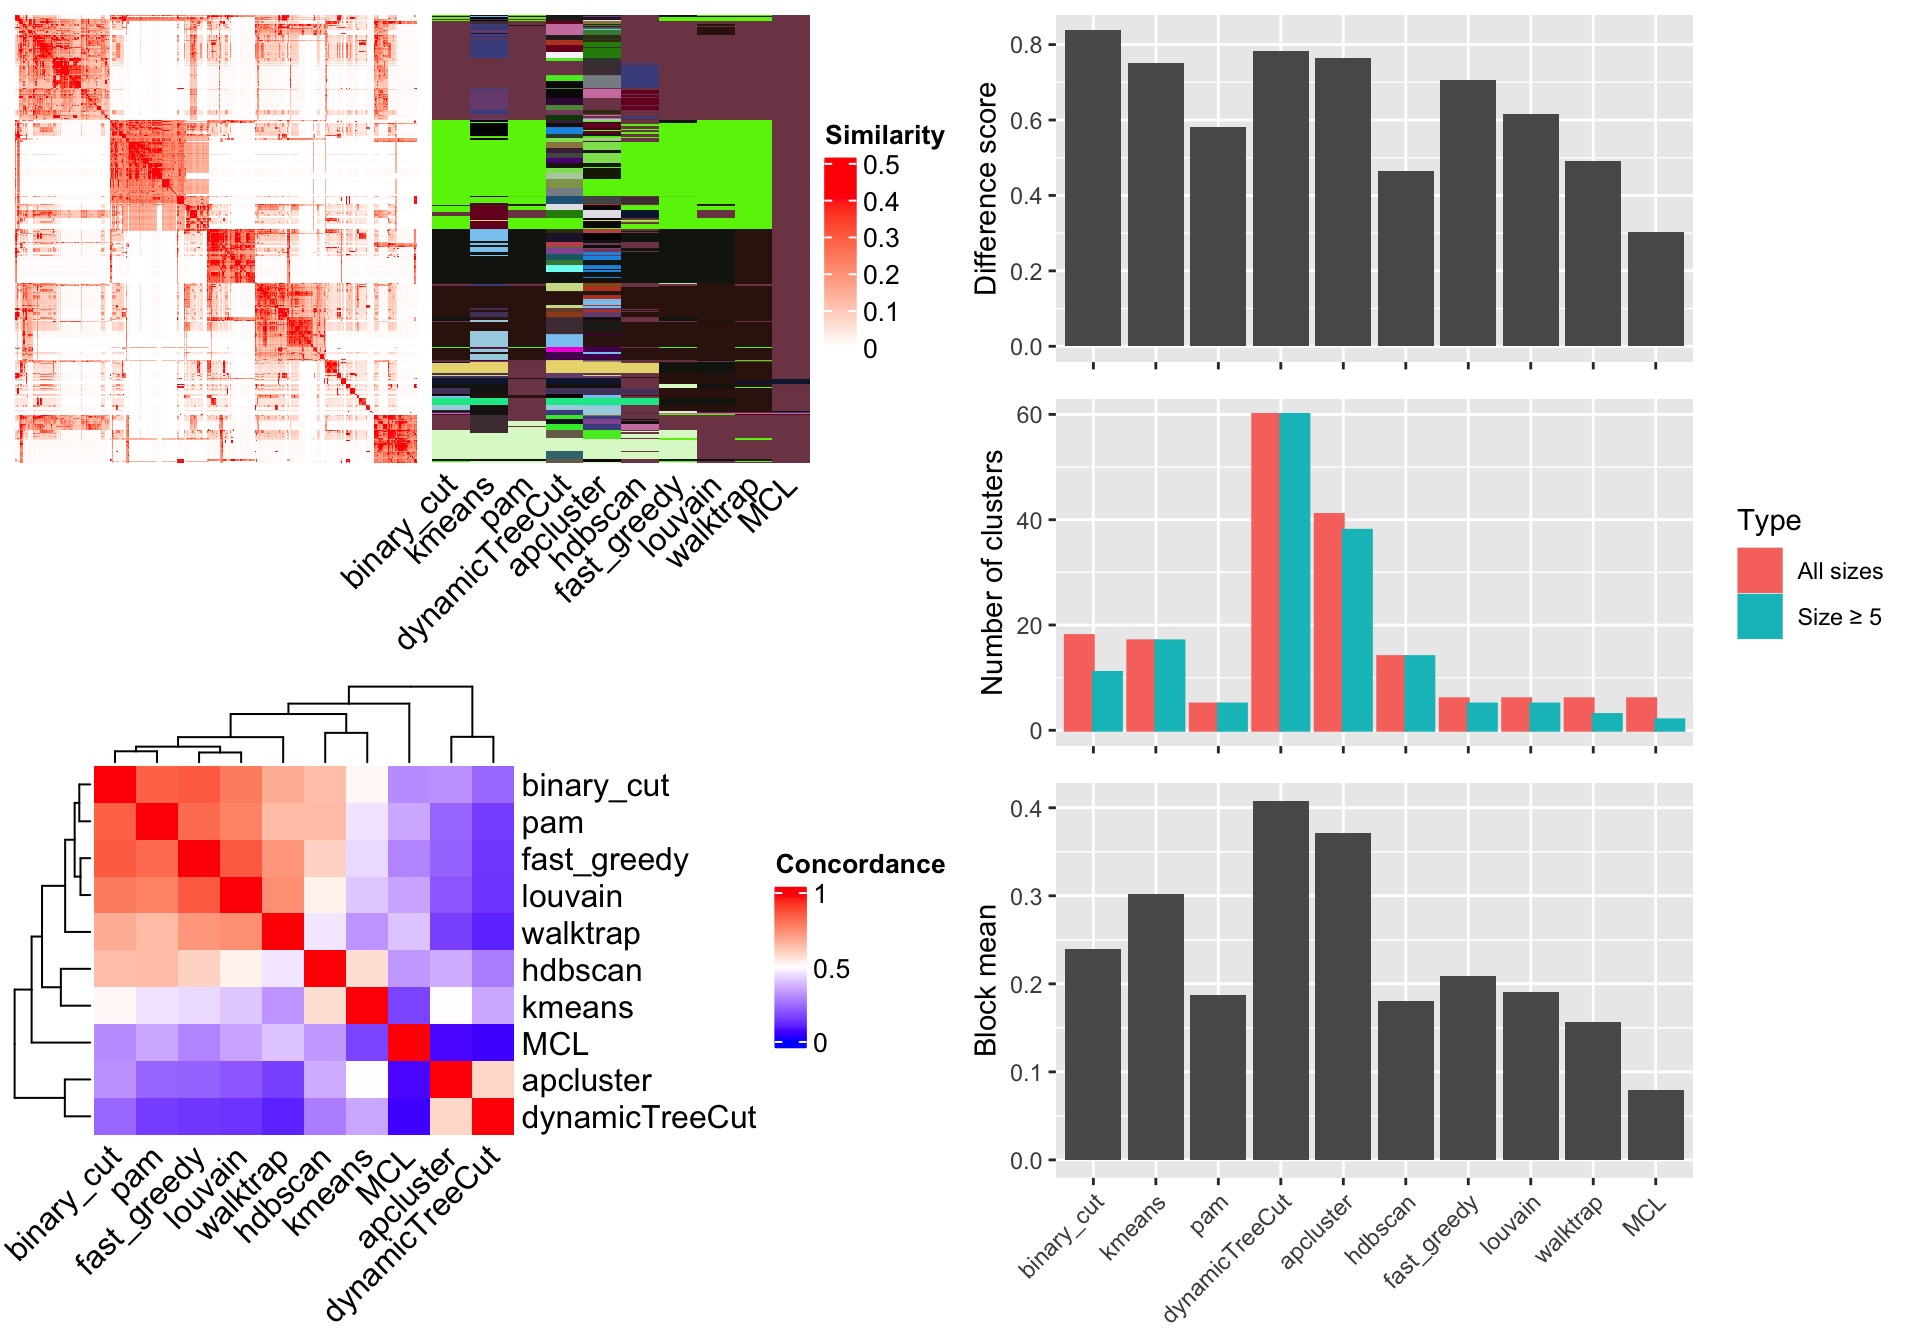 Similarity
0.5
0.4
0.3
0.2
0.1
0
binary_cut
kmeans
pam
dynamicTreeCut
apcluster
hdbscan
fast_greedy
louvain
walktrap
MCL
binary_cut
pam
fast_greedy
louvain
walktrap
hdbscan
kmeans
MCL
apcluster
dynamicTreeCut
Concordance
1
0.5
0
binary_cut
pam
fast_greedy
louvain
walktrap
hdbscan
kmeans
MCL
apcluster
dynamicTreeCut
Difference score
0.8
0.6
0.4
0.2
0.0
Number of clusters
60
40
20
0
Type
All sizes
Size ≥ 5
Block mean
0.4
0.3
0.2
0.1
0.0
binary_cut
kmeans
pam
dynamicTreeCut
apcluster
hdbscan
fast_greedy
louvain
walktrap
MCL